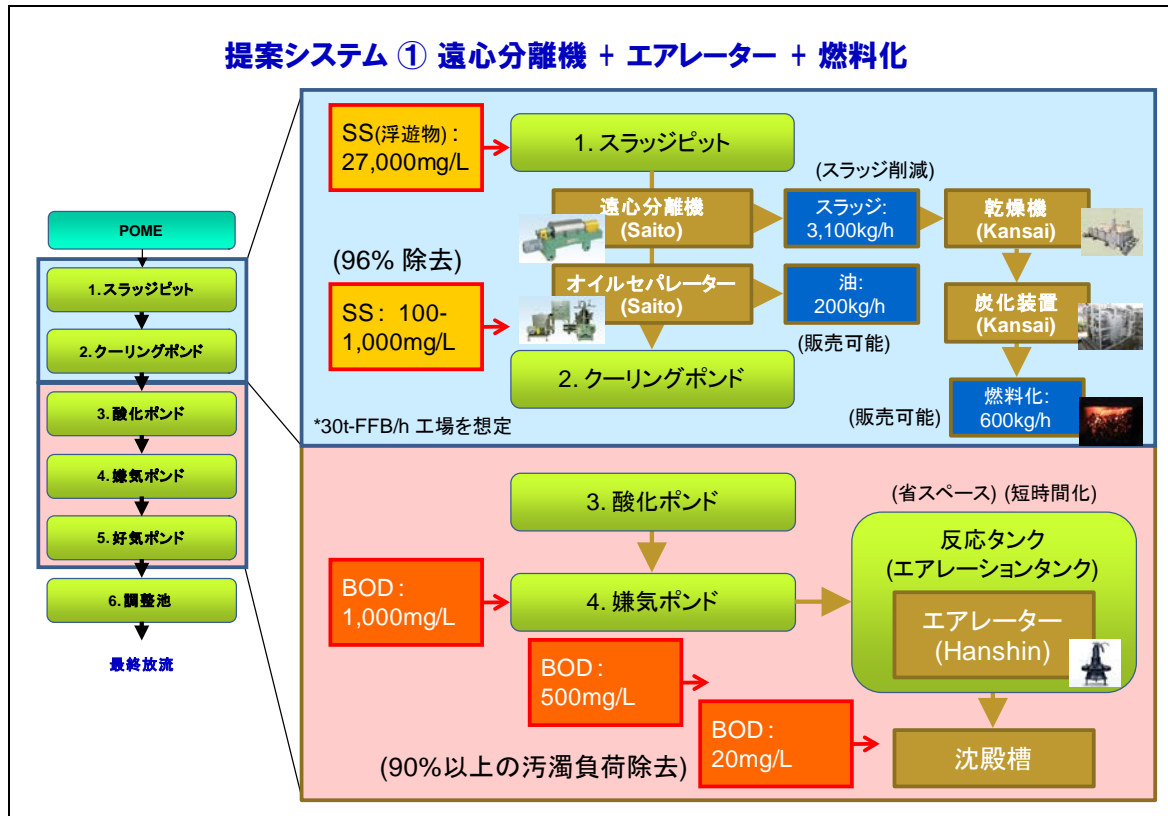 提案システム ① 遠心分離機 + エアレーター + 燃料化
POME
1.スラッジピット
2.クーリングポンド
3.酸化ポンド
4.嫌気ポンド
5.好気ポンド
6.調整池
最終放流
SS(浮遊物):
27,000mg/L
1.スラッジピット
(スラッジ削減)
遠心分離機
(Saito)
スラッジ:
3,100kg/h
乾燥機
(Kansai)
(96% 除去)
オイルセパレーター
(Saito)
油:
200kg/h
炭化装置
(Kansai)
SS: 100-
1,000mg/L
(販売可能)
2.クーリングポンド
(販売可能)
燃料化:
600kg/h
*30t-FFB/h 工場を想定
3.酸化ポンド
(省スペース) (短時間化)
反応タンク
(エアレーションタンク)
BOD:
1,000mg/L
4.嫌気ポンド
エアレーター
(Hanshin)
BOD:
500mg/L
BOD:
20mg/L
(90%以上の汚濁負荷除去)
沈殿槽